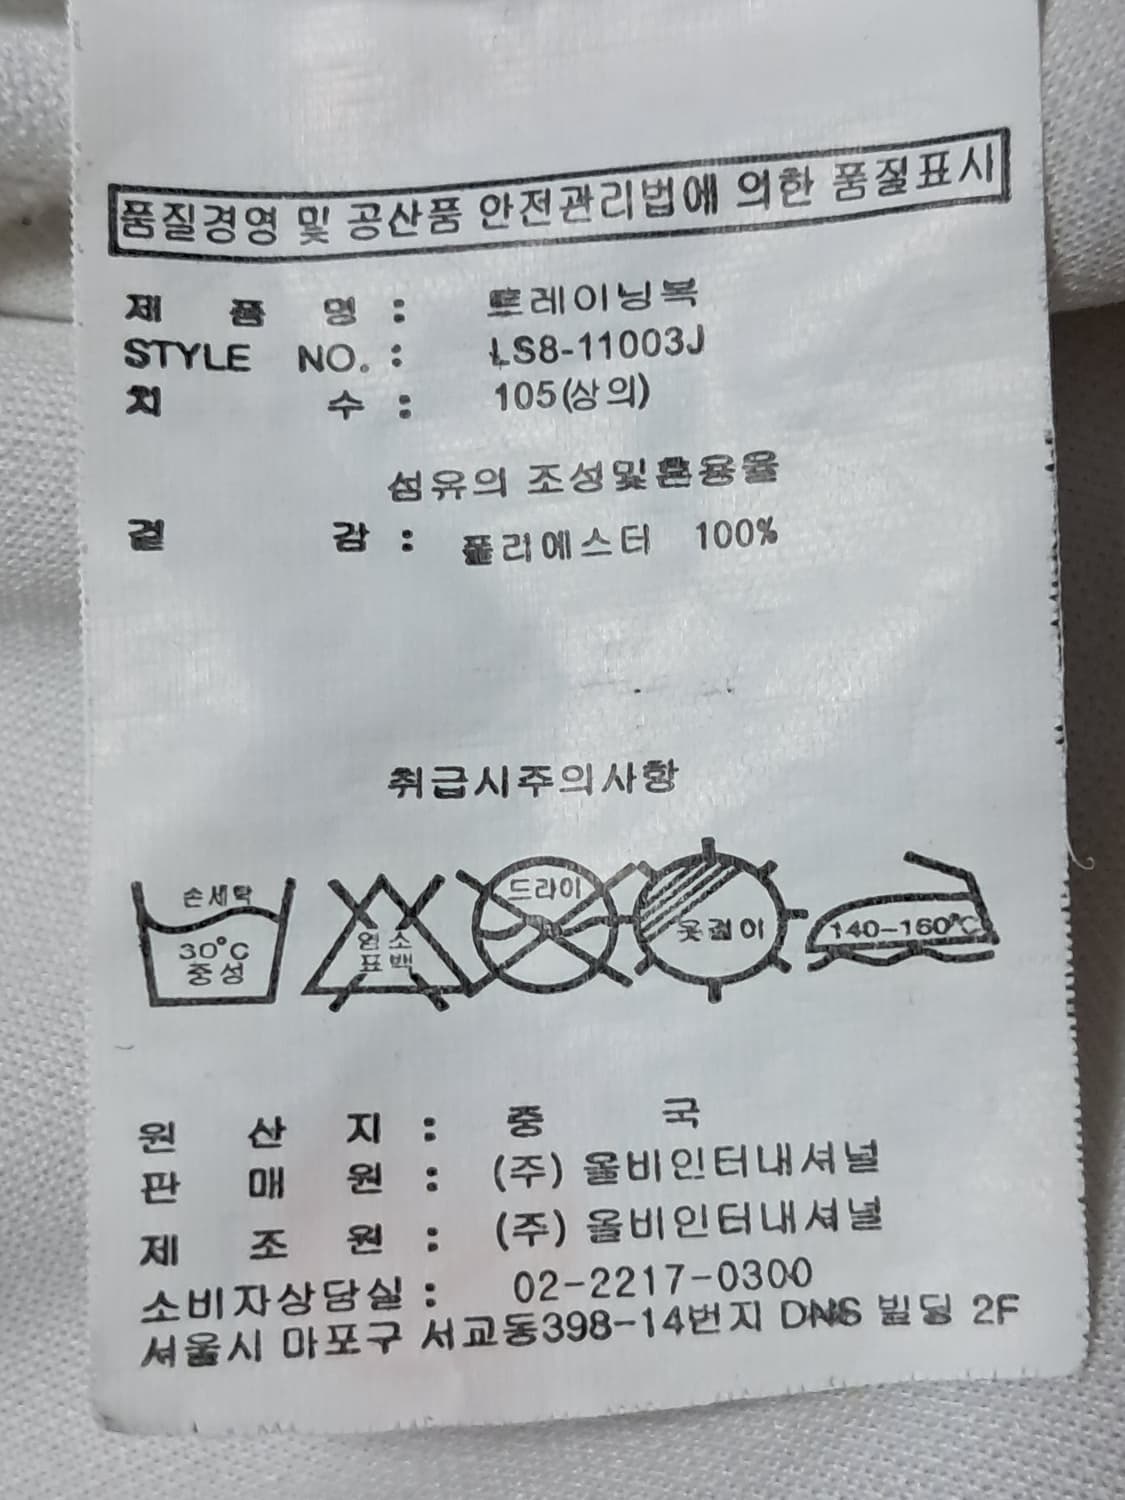 품질경영 및 공산품 안전관리법에 의한 품질표시
제 품 명 : 트레이닝복
STYLE NO. : LS8-11003J
치 수 : 105(상의)
섬유의 조성및혼용율
겉 감 : 폴리에스터 100%
취급시주의사항
손세탁
30°C
중성
염소
표백
드라이
옷걸이
140-160°C
원 산 지 : 중 국
판 매 원 : (주) 올비인터내셔널
제 조 원 : (주) 올비인터내셔널
소비자상담실 : 02-2217-0300
서울시 마포구 서교동398-14번지 DNS 빌딩 2F